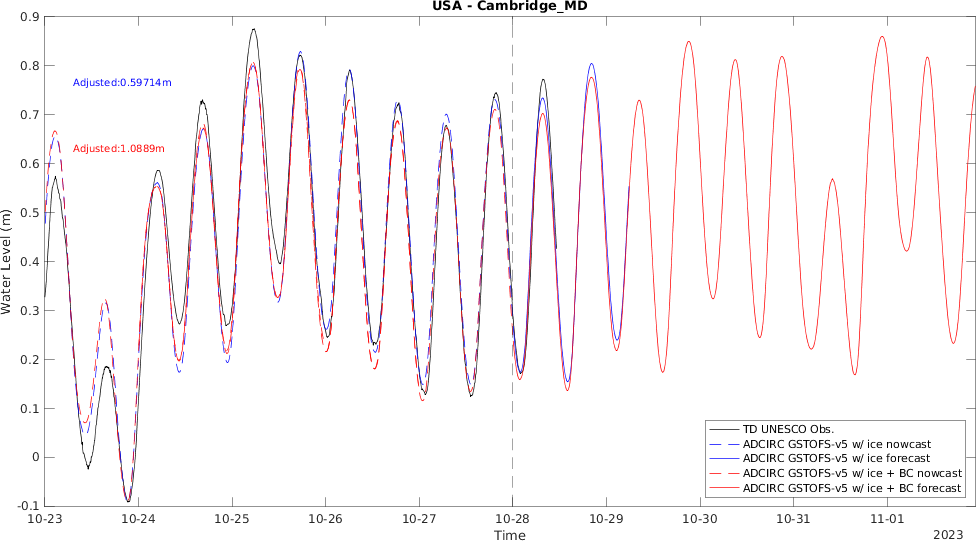 USA - Cambridge_MD
0.9
0.8
0.7
0.6
0.5
0.4
0.3
0.2
0.1
0
-0.1
Water Level (m)
Adjusted:0.59714m
Adjusted:1.0889m
TD UNESCO Obs.
ADCIRC GSTOFS-v5 w/ ice nowcast
ADCIRC GSTOFS-v5 w/ ice forecast
ADCIRC GSTOFS-v5 w/ ice + BC nowcast
ADCIRC GSTOFS-v5 w/ ice + BC forecast
10-23 10-24 10-25 10-26 10-27 10-28 10-29 10-30 10-31 11-01
Time
2023